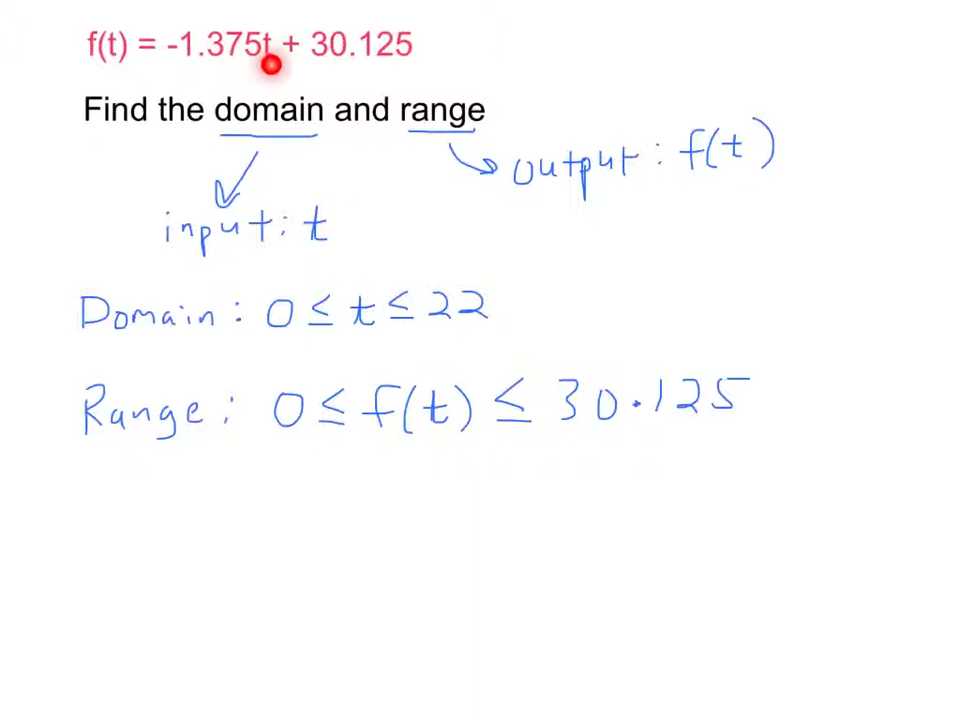 f(t) = -1.375t + 30.125
Find the domain and range
output: f(t)
input: t
Domain: 0 ≤ t ≤ 22
Range: 0 ≤ f(t) ≤ 30.125